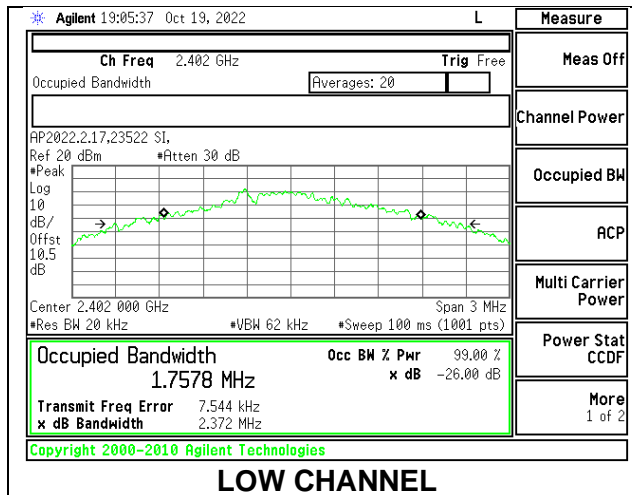 Agilent 19:05:37 Oct 19, 2022 L
Measure
Ch Freq 2.402 GHz Trig Free
Meas Off
Occupied Bandwidth Averages: 20
Channel Power
AP2022.2.17,23522 SI,
Ref 20 dBm #Atten 30 dB
#Peak
Occupied BW
Log
10
dB/
ACP
Offst
10.5
dB
Multi Carrier
Power
Center 2.402 000 GHz Span 3 MHz
#Res BW 20 kHz #VBW 62 kHz #Sweep 100 ms (1001 pts)
Power Stat
CCDF
Occupied Bandwidth Occ BW % Pwr 99.00 %
1.7578 MHz x dB -26.00 dB
More
1 of 2
Transmit Freq Error 7.544 kHz
x dB Bandwidth 2.372 MHz
Copyright 2000-2010 Agilent Technologies
LOW CHANNEL